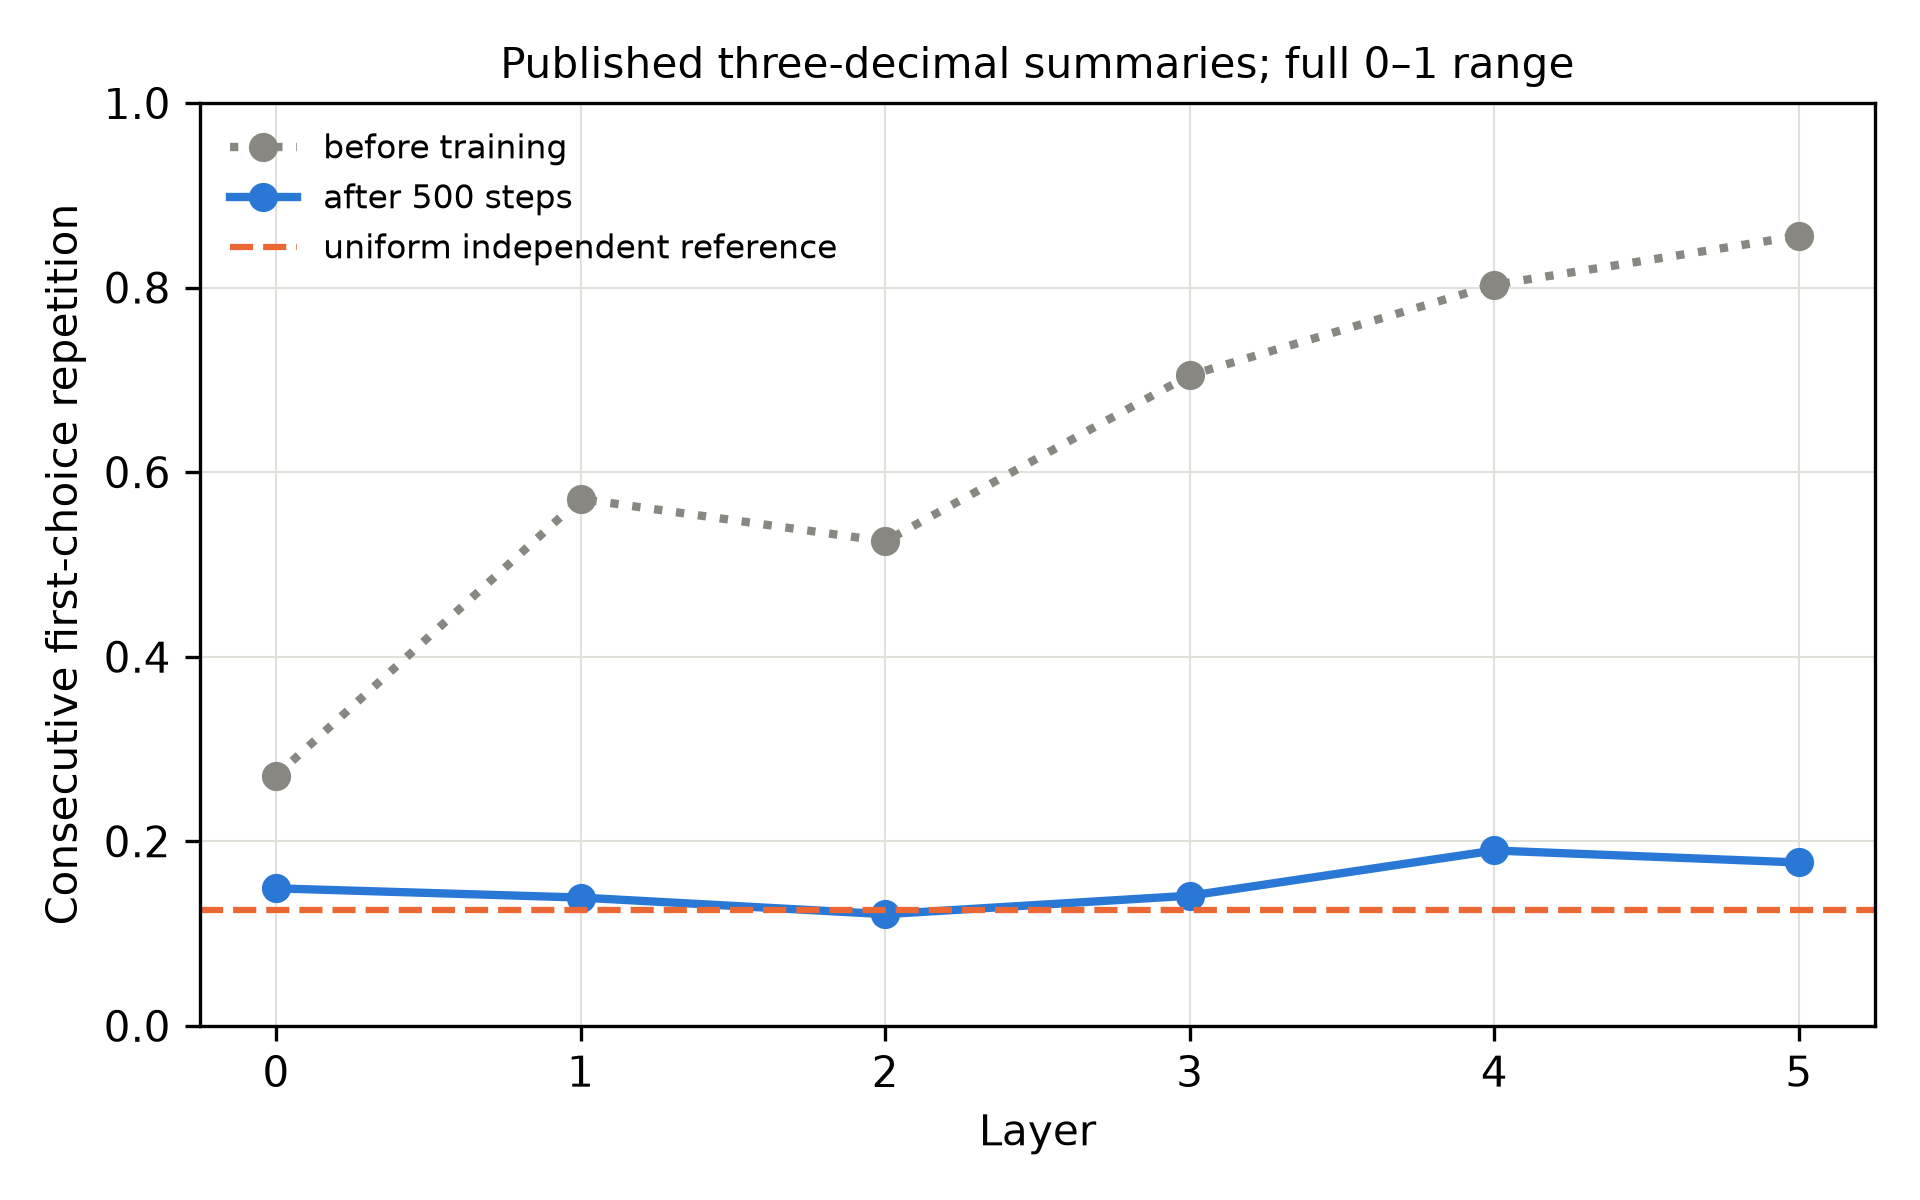 Published three-decimal summaries; full 0–1 range
before training
after 500 steps
uniform independent reference
Consecutive first-choice repetition
1.0
0.8
0.6
0.4
0.2
0.0
0 1 2 3 4 5
Layer